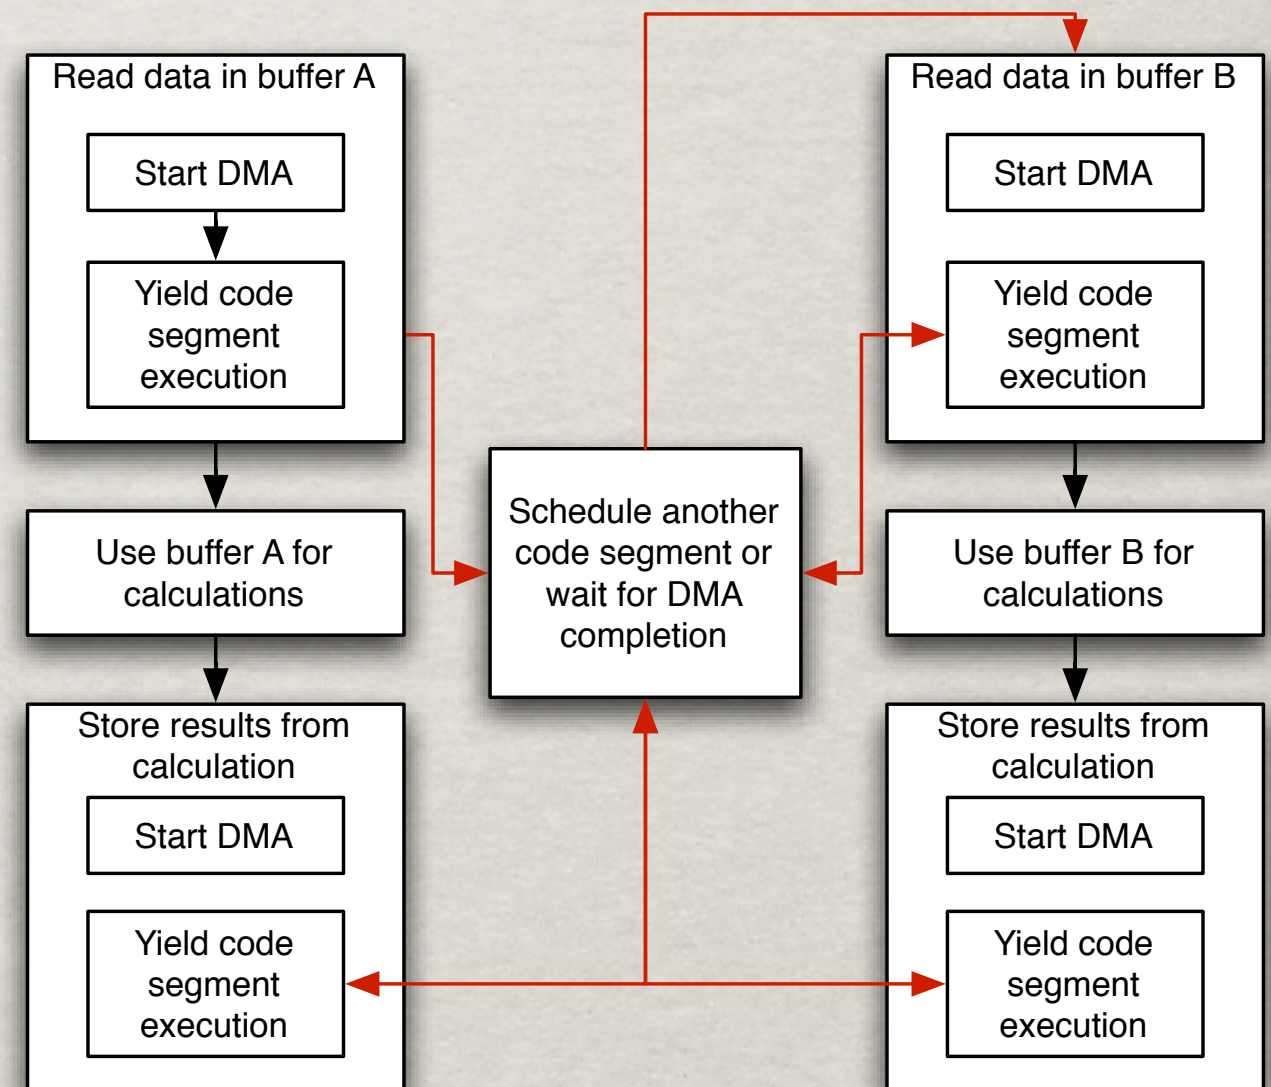 Read data in buffer A
Start DMA
Yield code
segment
execution
Use buffer A for
calculations
Store results from
calculation
Start DMA
Yield code
segment
execution
Schedule another
code segment or
wait for DMA
completion
Read data in buffer B
Start DMA
Yield code
segment
execution
Use buffer B for
calculations
Store results from
calculation
Start DMA
Yield code
segment
execution